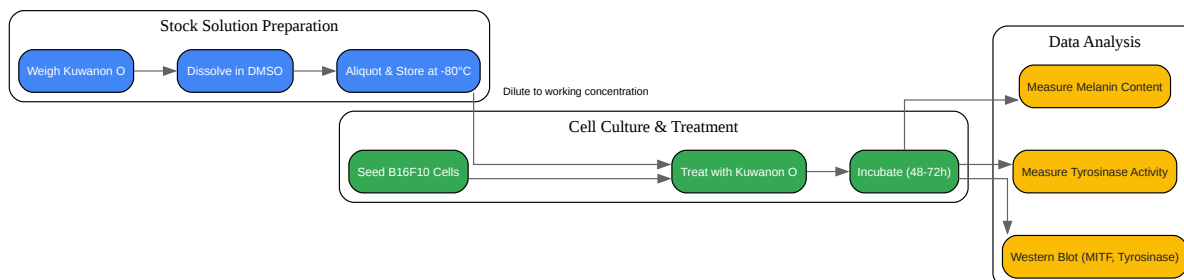 Stock Solution Preparation
Weigh Kuwanon O
Dissolve in DMSO
Aliquot & Store at -80°C
Dilute to working concentration
Cell Culture & Treatment
Seed B16F10 Cells
Treat with Kuwanon O
Incubate (48-72h)
Data Analysis
Measure Melanin Content
Measure Tyrosinase Activity
Western Blot (MITF, Tyrosinase)